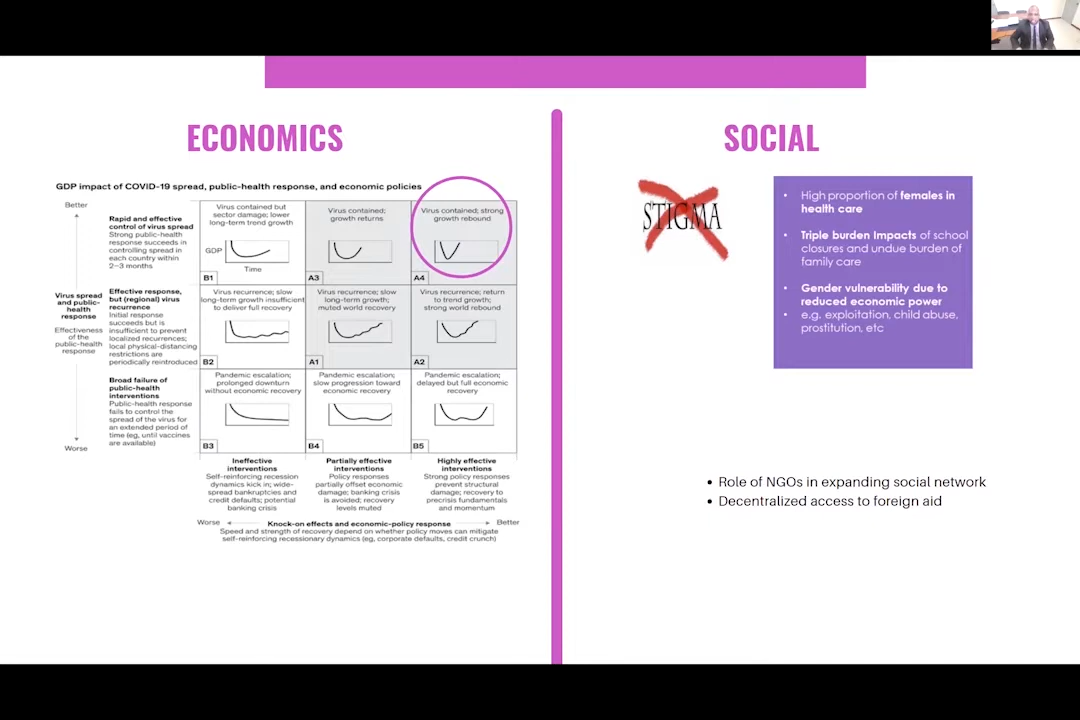 ECONOMICS
GDP impact of COVID-19 spread, public-health response, and economic policies
Better
Virus spread
and public-
health
response
Effectiveness
of the
public-health
response
Worse
Rapid and effective
control of virus spread
Strong public-health
response succeeds in
controlling spread in
each country within
2–3 months
Virus contained but
sector damage; lower
long-term trend growth
GDP
Time
B1
Virus contained;
growth returns
A3
Virus contained; strong
growth rebound
A4
Effective response,
but (regional) virus
recurrence
Initial response
succeeds but is
insufficient to prevent
localized recurrences;
local physical-distancing
restrictions are
periodically reintroduced
Virus recurrence; slow
long-term growth insufficient
to deliver full recovery
B2
Virus recurrence; slow
long-term growth;
muted world recovery
A1
Virus recurrence; return
to trend growth;
strong world rebound
A2
Broad failure of
public-health
interventions
Public-health response
fails to control the
spread of the virus for
an extended period of
time (eg, until vaccines
are available)
Pandemic escalation;
prolonged downturn
without economic recovery
B3
Pandemic escalation;
slow progression toward
economic recovery
B4
Pandemic escalation;
delayed but full economic
recovery
B5
Ineffective
interventions
Self-reinforcing recession
dynamics kick in; wide-
spread bankruptcies and
credit defaults; potential
banking crisis
Partially effective
interventions
Policy responses
partially offset economic
damage; banking crisis
is avoided; recovery
levels muted
Highly effective
interventions
Strong policy responses
prevent structural
damage; recovery to
precrisis fundamentals
and momentum
Worse
Knock-on effects and economic-policy response
Better
Speed and strength of recovery depend on whether policy moves can mitigate
self-reinforcing recessionary dynamics (eg, corporate defaults, credit crunch)
SOCIAL
STIGMA
• High proportion of females in
health care
• Triple burden Impacts of school
closures and undue burden of
family care
• Gender vulnerability due to
reduced economic power
• e.g. exploitation, child abuse,
prostitution, etc
• Role of NGOs in expanding social network
• Decentralized access to foreign aid